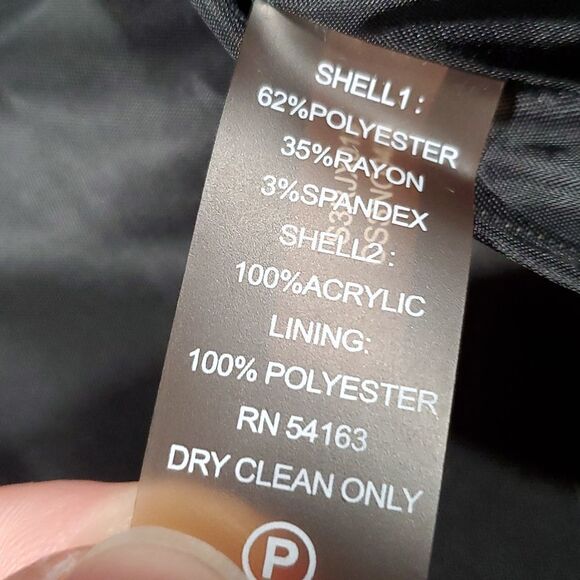 SHELL1:
62%POLYESTER
35%RAYON
3%SPANDEX
SHELL2:
100%ACRYLIC
LINING:
100% POLYESTER
RN 54163
DRY CLEAN ONLY
P